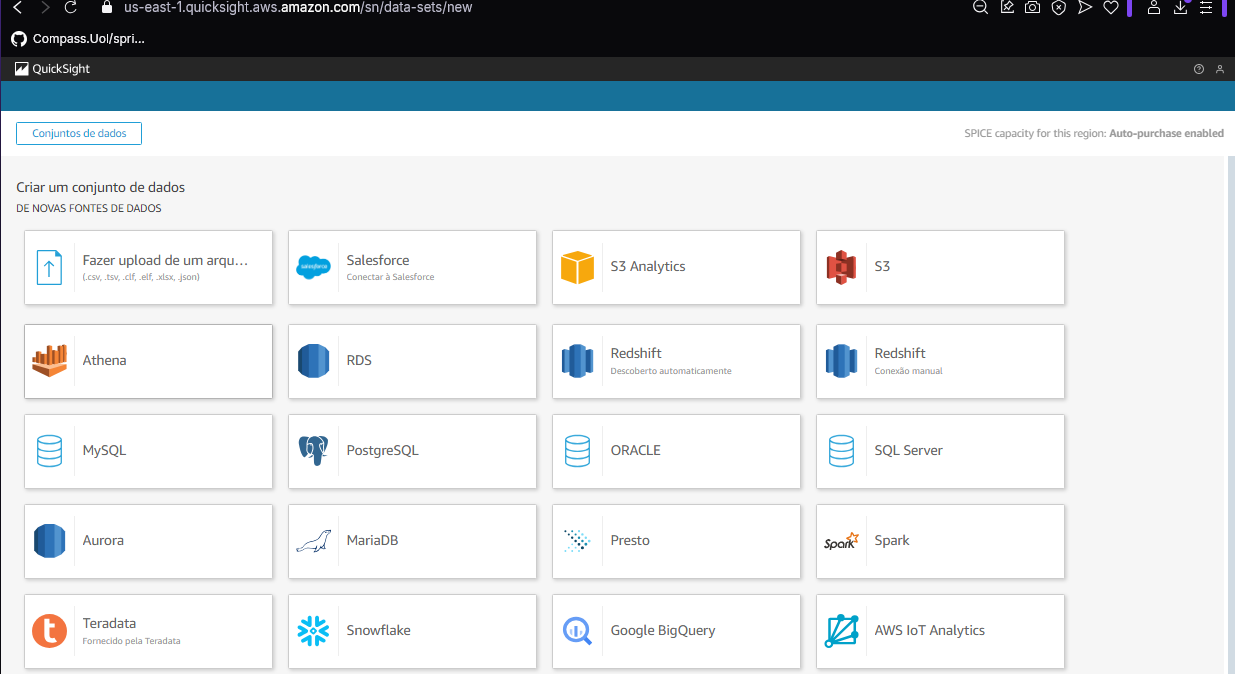 us-east-1.quicksight.aws.amazon.com/sn/data-sets/new
Compass.Uol/spri...
QuickSight
Conjuntos de dados
SPICE capacity for this region: Auto-purchase enabled
Criar um conjunto de dados
DE NOVAS FONTES DE DADOS
Fazer upload de um arqu...
(.csv, .tsv, .clf, .elf, .xlsx, .json)
salesforce
Salesforce
Conectar à Salesforce
S3 Analytics
S3
Athena
RDS
Redshift
Descoberto automaticamente
Redshift
Conexão manual
MySQL
PostgreSQL
ORACLE
SQL Server
Aurora
MariaDB
Presto
Spark
Spark
t
Teradata
Fornecido pela Teradata
Snowflake
Google BigQuery
AWS IoT Analytics